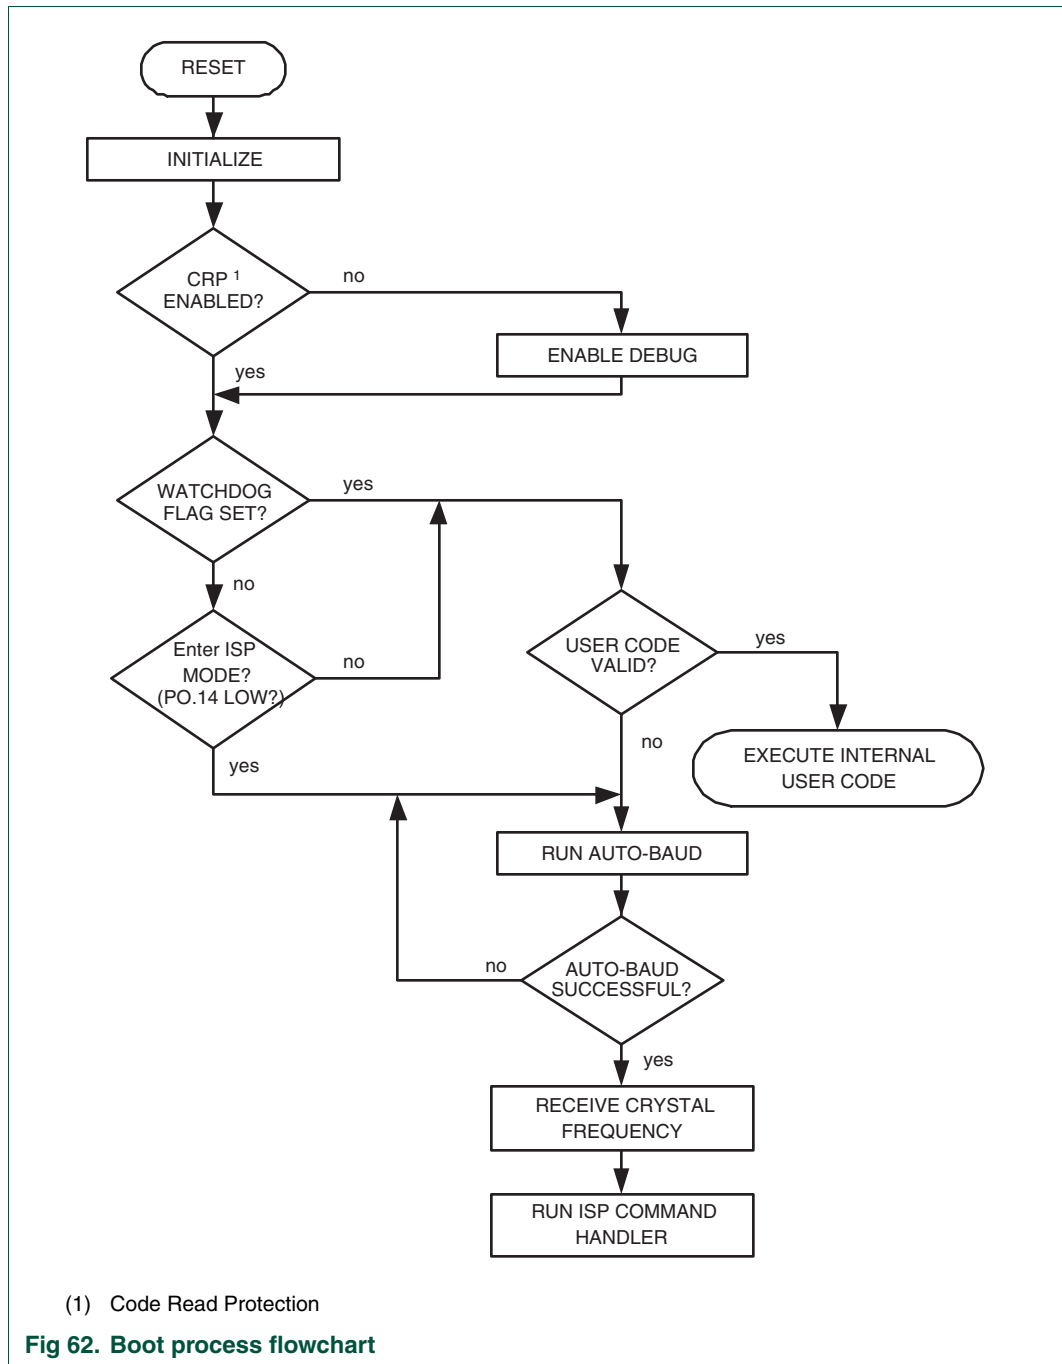 RESET
INITIALIZE
CRP 1
ENABLED?
no
ENABLE DEBUG
yes
WATCHDOG
FLAG SET?
yes
no
Enter ISP
MODE?
(PO.14 LOW?)
no
USER CODE
VALID?
yes
no
EXECUTE INTERNAL
USER CODE
yes
RUN AUTO-BAUD
AUTO-BAUD
SUCCESSFUL?
no
yes
RECEIVE CRYSTAL
FREQUENCY
RUN ISP COMMAND
HANDLER
(1) Code Read Protection
Fig 62. Boot process flowchart